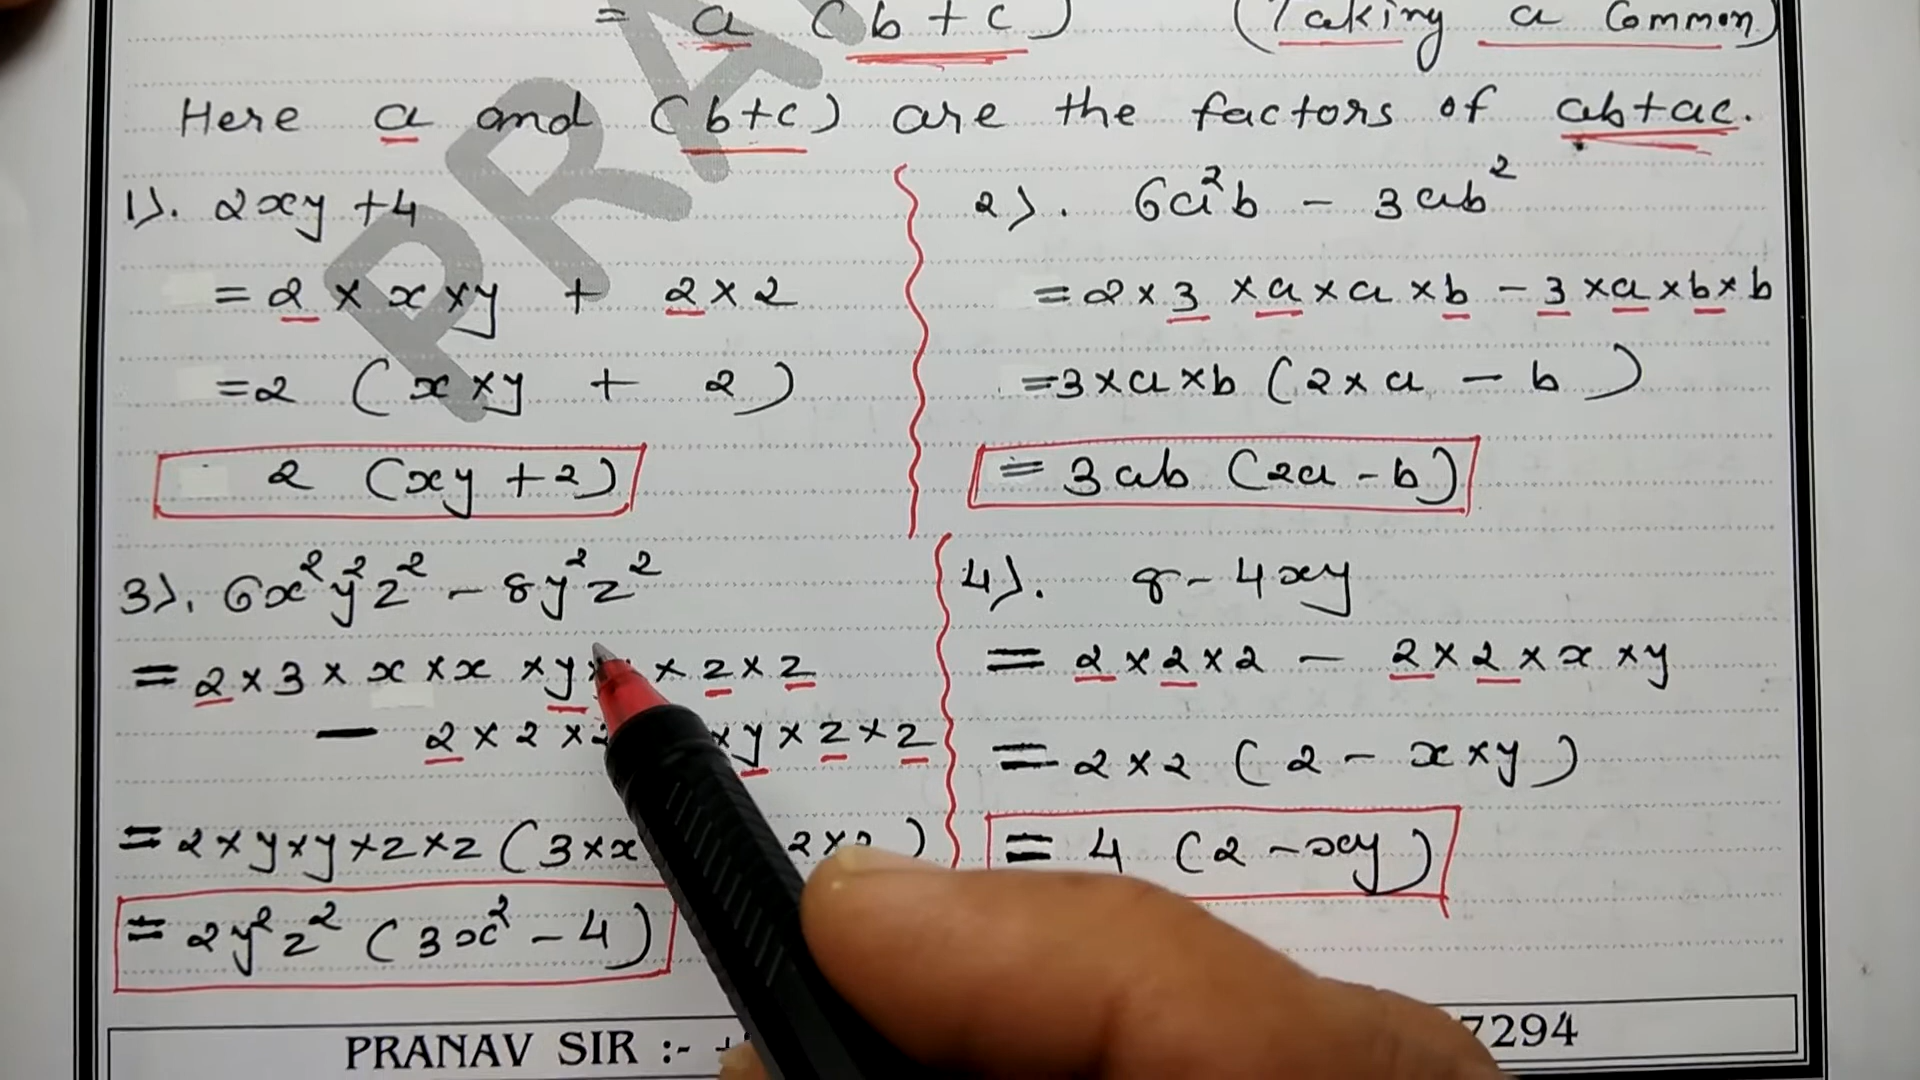 = a (b+c) (Taking a Common)
Here a and (b+c) are the factors of ab+ac.
1). 2xy +4
= 2 × x × y + 2 × 2
= 2 (x × y + 2)
2 (xy + 2)
2). 6a²b - 3ab²
= 2 × 3 × a × a × b - 3 × a × b × b
= 3 × a × b (2 × a - b)
= 3ab (2a - b)
3). 6x²y²z² - 8y²z²
= 2 × 3 × x × x × y × × z × z
- 2 × 2 × × y × z × z
= 2 × y × y × z × z (3 × x 2 × 2)
= 2y²z² (3x² - 4)
4). 8 - 4xy
= 2 × 2 × 2 - 2 × 2 × x × y
= 2 × 2 (2 - x × y)
= 4 (2 - xy)
PRANAV SIR :- + 7294